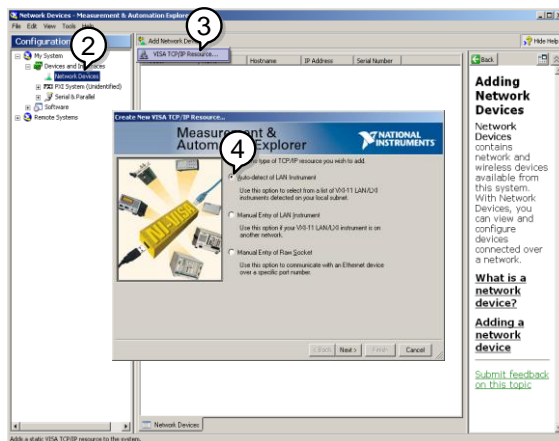 Network Devices - Measurement & Automation Explorer
File Edit View Tools Help
Configuration
3
2
Add Network Devices
Hide Help
My System
VISA TCP/IP Resource...
Back
Devices and Interfaces
Hostname IP Address Serial Number
Network Devices
PXI System (Unidentified)
Serial & Parallel
Software
Remote Systems
Adding Network Devices
Network
Devices
contains
network and
wireless devices
available from
this system.
With Network
Devices, you
can view and
configure
devices
connected over
a network.
What is a
network
device?
Adding a
network
device
Submit feedback
on this topic
Create New VISA TCP/IP Resource...
Measurement &
Automation Explorer
NATIONAL
INSTRUMENTS
4
type of TCP/IP resource you wish to add.
Auto-detect of LAN Instrument
Use this option to select from a list of VXI-11 LAN/LXI
instruments detected on your local subnet.
Manual Entry of LAN Instrument
Use this option if your VXI-11 LAN/LXI instrument is on
another network.
Manual Entry of Raw Socket
Use this option to communicate with an Ethernet device
over a specific port number.
NI-VISA
< Back Next > Finish Cancel
Network Devices
Adds a static VISA TCP/IP resource to the system.